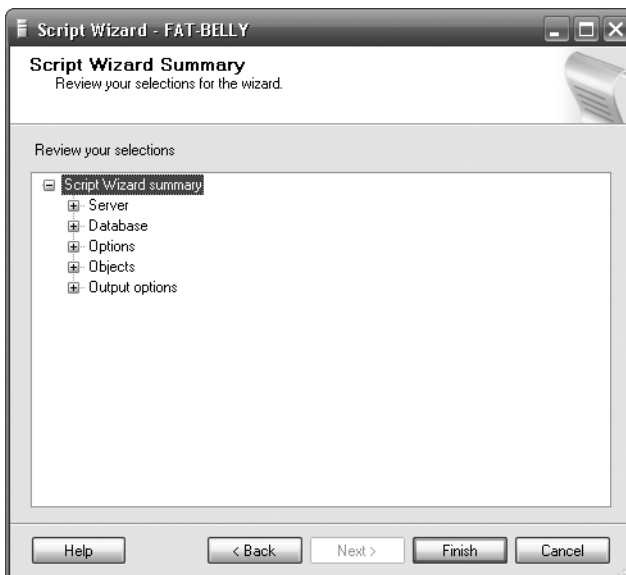 Script Wizard - FAT-BELLY
Script Wizard Summary
Review your selections for the wizard.
Review your selections
Script Wizard summary
Server
Database
Options
Objects
Output options
Help
< Back
Next >
Finish
Cancel